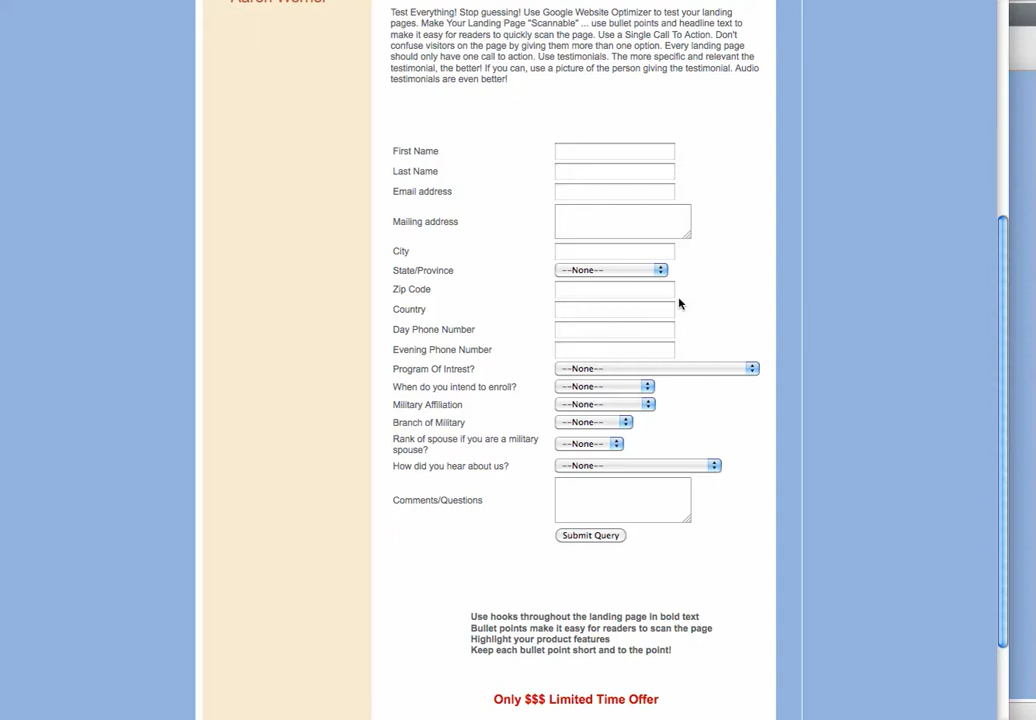 Aaron Werner
Test Everything! Stop guessing! Use Google Website Optimizer to test your landing
pages. Make Your Landing Page "Scannable" ... use bullet points and headline text to
make it easy for readers to quickly scan the page. Use a Single Call To Action. Don't
confuse visitors on the page by giving them more than one option. Every landing page
should only have one call to action. Use testimonials. The more specific and relevant the
testimonial, the better! If you can, use a picture of the person giving the testimonial. Audio
testimonials are even better!
First Name
Last Name
Email address
Mailing address
City
State/Province --None--
Zip Code
Country
Day Phone Number
Evening Phone Number
Program Of Intrest? --None--
When do you intend to enroll? --None--
Military Affiliation --None--
Branch of Military --None--
Rank of spouse if you are a military
spouse? --None--
How did you hear about us? --None--
Comments/Questions
Submit Query
Use hooks throughout the landing page in bold text
Bullet points make it easy for readers to scan the page
Highlight your product features
Keep each bullet point short and to the point!
Only $$$ Limited Time Offer